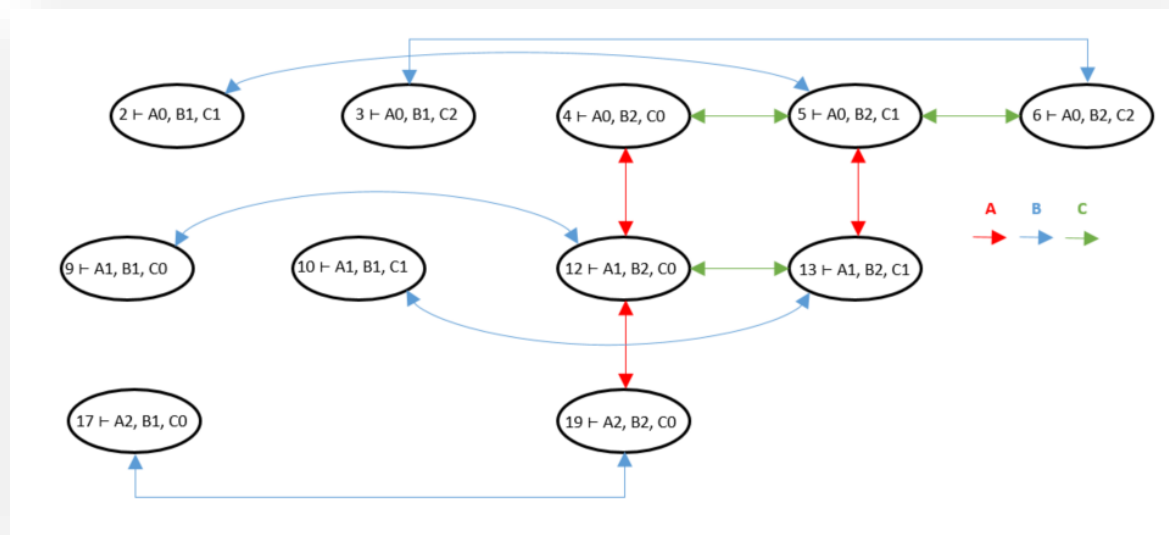 2 ⊢ A0, B1, C1
3 ⊢ A0, B1, C2
4 ⊢ A0, B2, C0
5 ⊢ A0, B2, C1
6 ⊢ A0, B2, C2
A B C
9 ⊢ A1, B1, C0
10 ⊢ A1, B1, C1
12 ⊢ A1, B2, C0
13 ⊢ A1, B2, C1
17 ⊢ A2, B1, C0
19 ⊢ A2, B2, C0